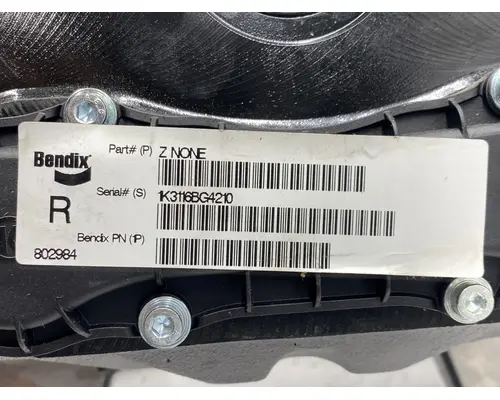 Bendix
Part# (P) Z NONE
Serial# (S) 1K3116BG4210
R
Bendix PN (1P)
802984